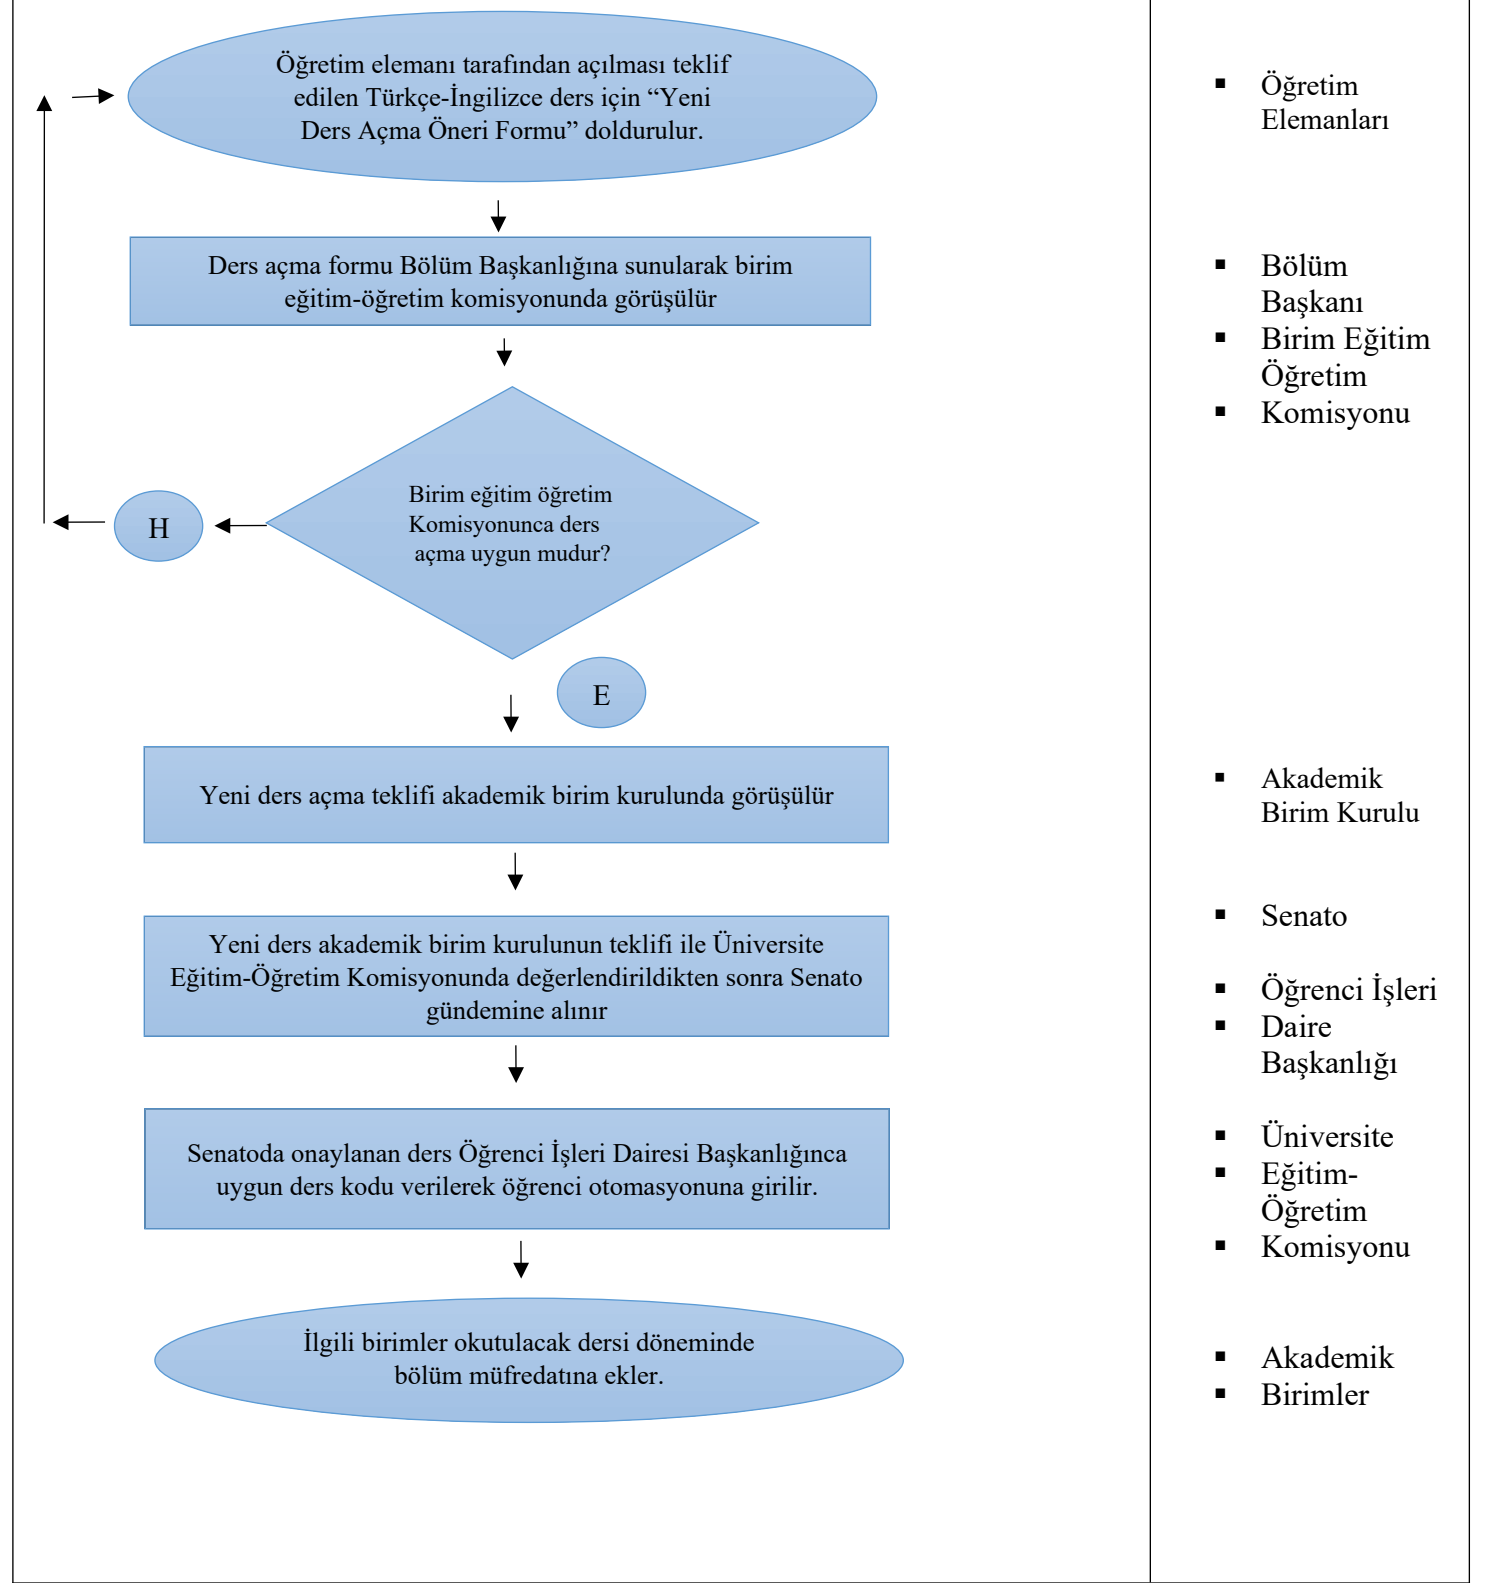 Öğretim elemanı tarafından açılması teklif
edilen Türkçe-İngilizce ders için “Yeni
Ders Açma Öneri Formu” doldurulur.
▪ Öğretim
Elemanları
Ders açma formu Bölüm Başkanlığına sunularak birim
eğitim-öğretim komisyonunda görüşülür
▪ Bölüm
Başkanı
▪ Birim Eğitim
Öğretim
▪ Komisyonu
Birim eğitim öğretim
Komisyonunca ders
açma uygun mudur?
H
E
Yeni ders açma teklifi akademik birim kurulunda görüşülür
▪ Akademik
Birim Kurulu
Yeni ders akademik birim kurulunun teklifi ile Üniversite
Eğitim-Öğretim Komisyonunda değerlendirildikten sonra Senato
gündemine alınır
▪ Senato
▪ Öğrenci İşleri
▪ Daire
Başkanlığı
Senatoda onaylanan ders Öğrenci İşleri Dairesi Başkanlığınca
uygun ders kodu verilerek öğrenci otomasyonuna girilir.
▪ Üniversite
▪ Eğitim-
Öğretim
▪ Komisyonu
İlgili birimler okutulacak dersi döneminde
bölüm müfredatına ekler.
▪ Akademik
▪ Birimler